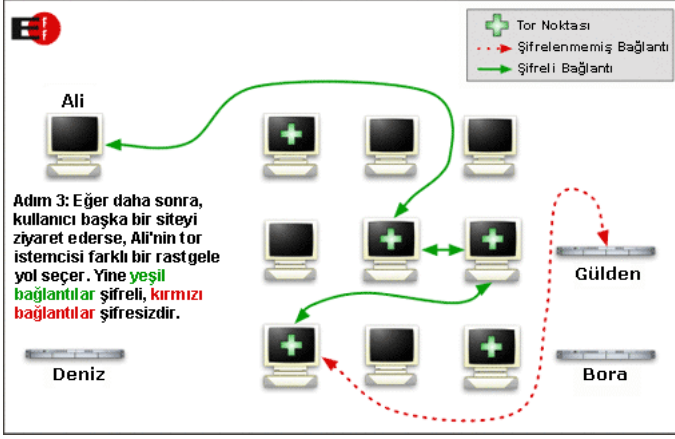 E
F
F
Tor Noktası
Şifrelenmemiş Bağlantı
Şifreli Bağlantı
Ali
Adım 3: Eğer daha sonra,
kullanıcı başka bir siteyi
ziyaret ederse, Ali'nin tor
istemcisi farklı bir rastgele
yol seçer. Yine yeşil
bağlantılar şifreli, kırmızı
bağlantılar şifresizdir.
Gülden
Deniz
Bora